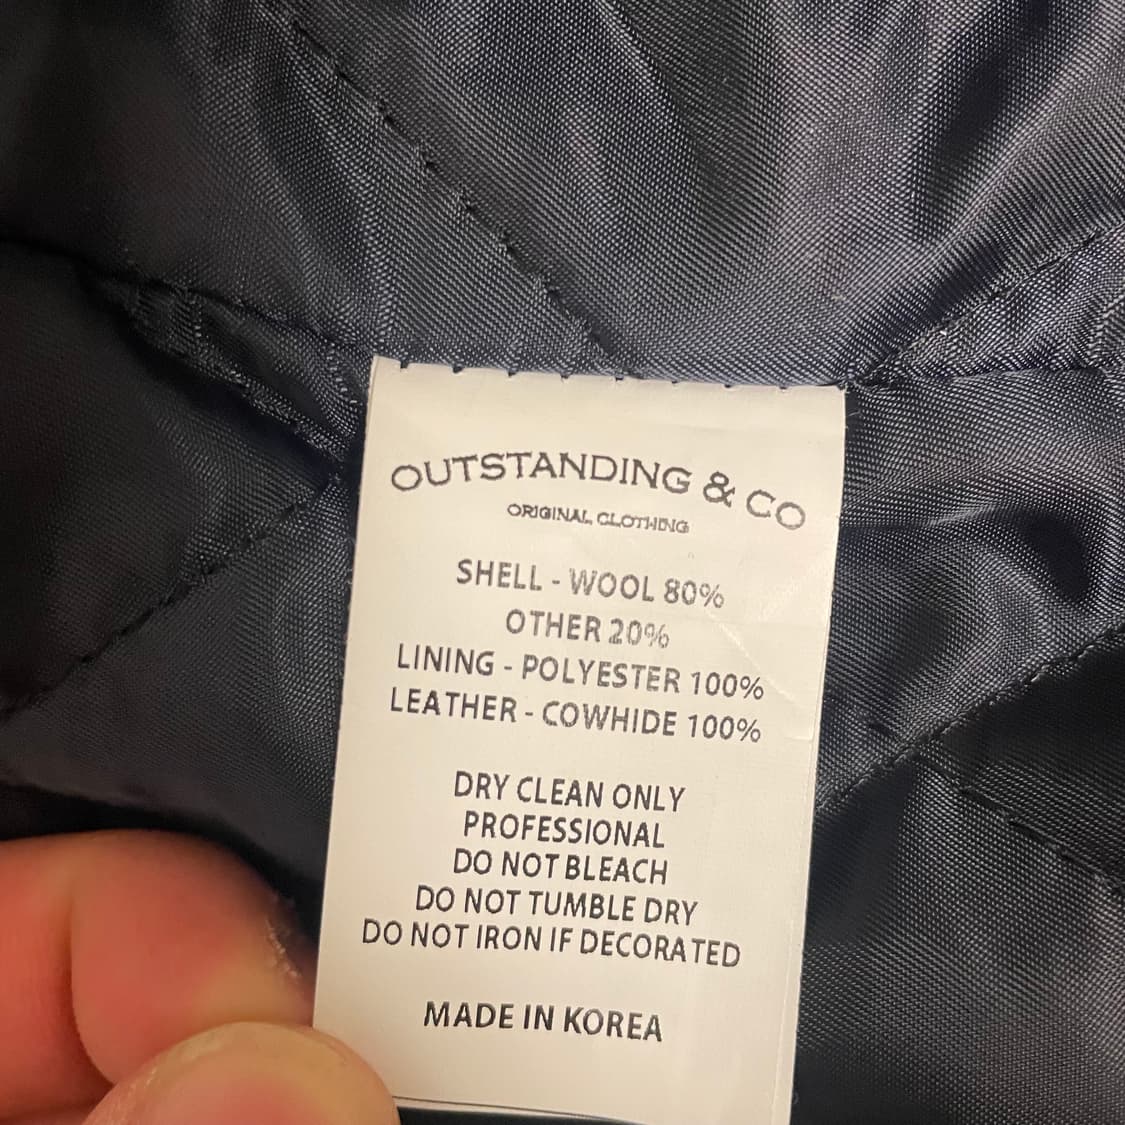 OUTSTANDING & CO
ORIGINAL CLOTHING
SHELL - WOOL 80%
OTHER 20%
LINING - POLYESTER 100%
LEATHER - COWHIDE 100%
DRY CLEAN ONLY
PROFESSIONAL
DO NOT BLEACH
DO NOT TUMBLE DRY
DO NOT IRON IF DECORATED
MADE IN KOREA